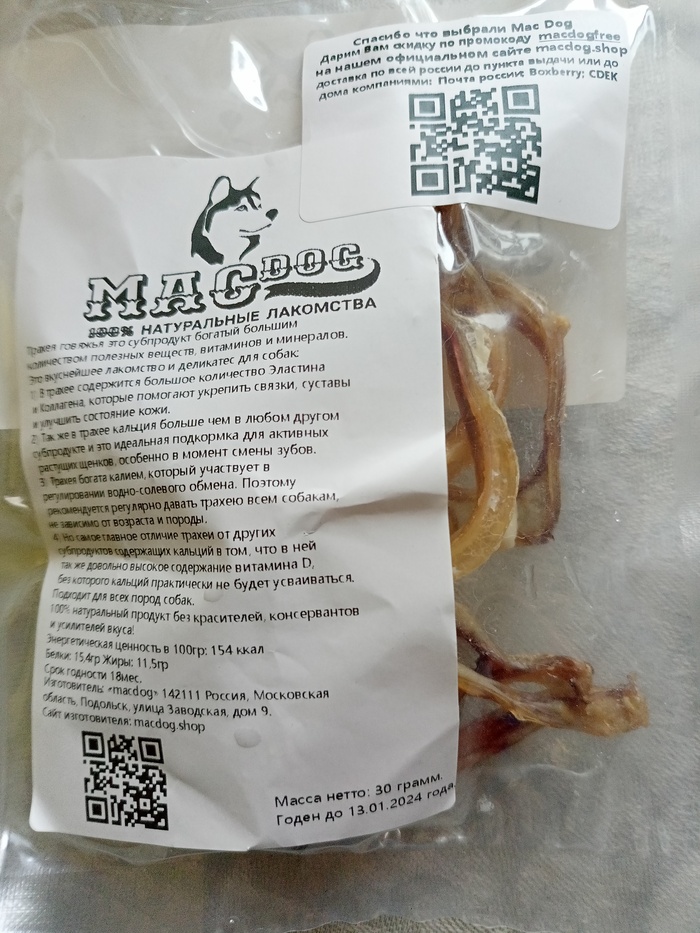 Спасибо что выбрали Mac Dog
Дарим Вам скидку по промокоду macdogfree
на нашем официальном сайте macdog.shop
доставка по всей россии до пункта выдачи или до
дома компаниями: Почта россии; Boxberry; CDEK
MAC DOG
100% НАТУРАЛЬНЫЕ ЛАКОМСТВА
Трахея говяжья это субпродукт богатый большим
количеством полезных веществ, витаминов и минералов.
Это вкуснейшее лакомство и деликатес для собак:
1) В трахее содержится большое количество Эластина
и Коллагена, которые помогают укрепить связки, суставы
и улучшить состояние кожи.
2) Так же в трахее кальция больше чем в любом другом
субпродукте и это идеальная подкормка для активных
растущих щенков, особенно в момент смены зубов.
3) Трахея богата калием, который участвует в
регулировании водно-солевого обмена. Поэтому
рекомендуется регулярно давать трахею всем собакам,
не зависимо от возраста и породы.
4) Но самое главное отличие трахеи от других
субпродуктов содержащих кальций в том, что в ней
так же довольно высокое содержание витамина D,
без которого кальций практически не будет усваиваться.
Подходит для всех пород собак.
100% натуральный продукт без красителей, консервантов
и усилителей вкуса!
Энергетическая ценность в 100гр: 154 ккал
Белки: 15,4гр Жиры: 11,5гр
Срок годности 18мес.
Изготовитель: «macdog» 142111 Россия, Московская
область, Подольск, улица Заводская, дом 9.
Сайт изготовителя: macdog.shop
Масса нетто: 30 грамм.
Годен до 13.01.2024 года.